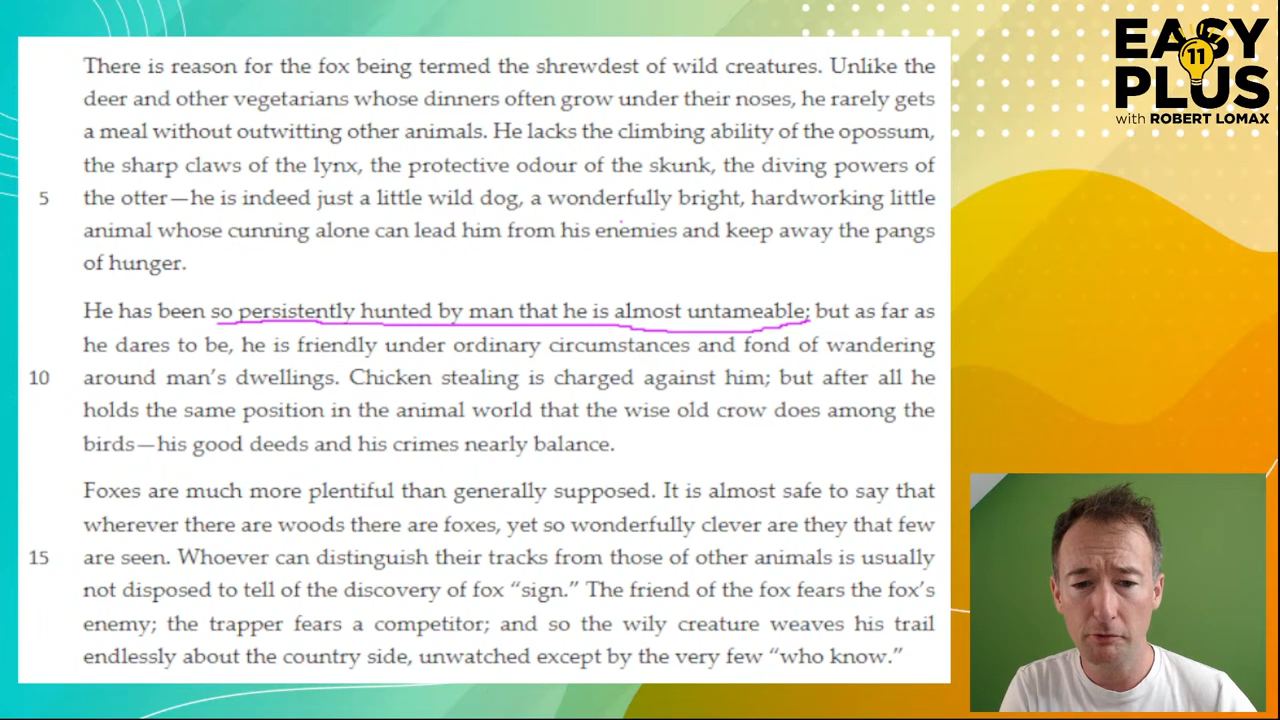 There is reason for the fox being termed the shrewdest of wild creatures. Unlike the
deer and other vegetarians whose dinners often grow under their noses, he rarely gets
a meal without outwitting other animals. He lacks the climbing ability of the opossum,
the sharp claws of the lynx, the protective odour of the skunk, the diving powers of
5 the otter—he is indeed just a little wild dog, a wonderfully bright, hardworking little
animal whose cunning alone can lead him from his enemies and keep away the pangs
of hunger.
He has been so persistently hunted by man that he is almost untameable; but as far as
he dares to be, he is friendly under ordinary circumstances and fond of wandering
10 around man's dwellings. Chicken stealing is charged against him; but after all he
holds the same position in the animal world that the wise old crow does among the
birds—his good deeds and his crimes nearly balance.
Foxes are much more plentiful than generally supposed. It is almost safe to say that
wherever there are woods there are foxes, yet so wonderfully clever are they that few
15 are seen. Whoever can distinguish their tracks from those of other animals is usually
not disposed to tell of the discovery of fox "sign." The friend of the fox fears the fox's
enemy; the trapper fears a competitor; and so the wily creature weaves his trail
endlessly about the country side, unwatched except by the very few "who know."
EASY
11
PLUS
with ROBERT LOMAX